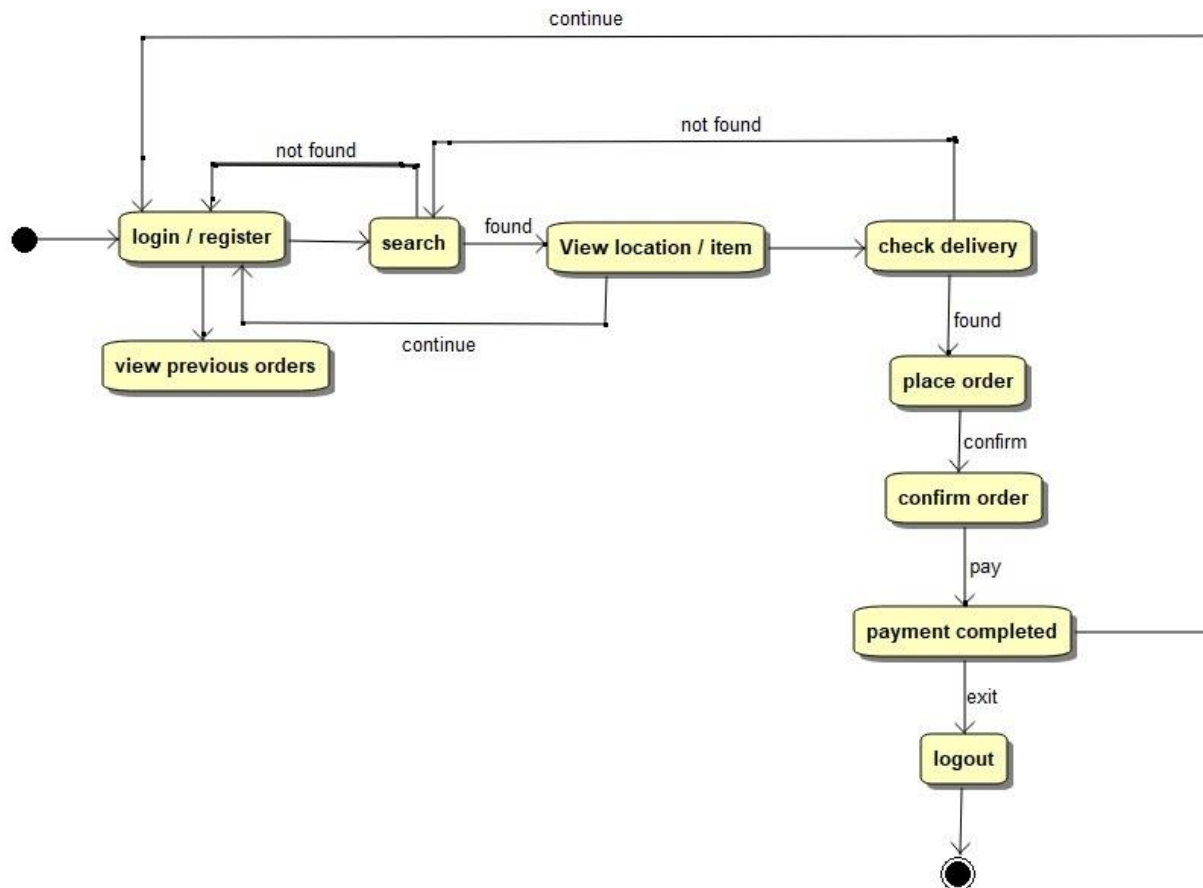 continue
not found
not found
login / register
search
found
View location / item
check delivery
found
continue
view previous orders
place order
confirm
confirm order
pay
payment completed
exit
logout